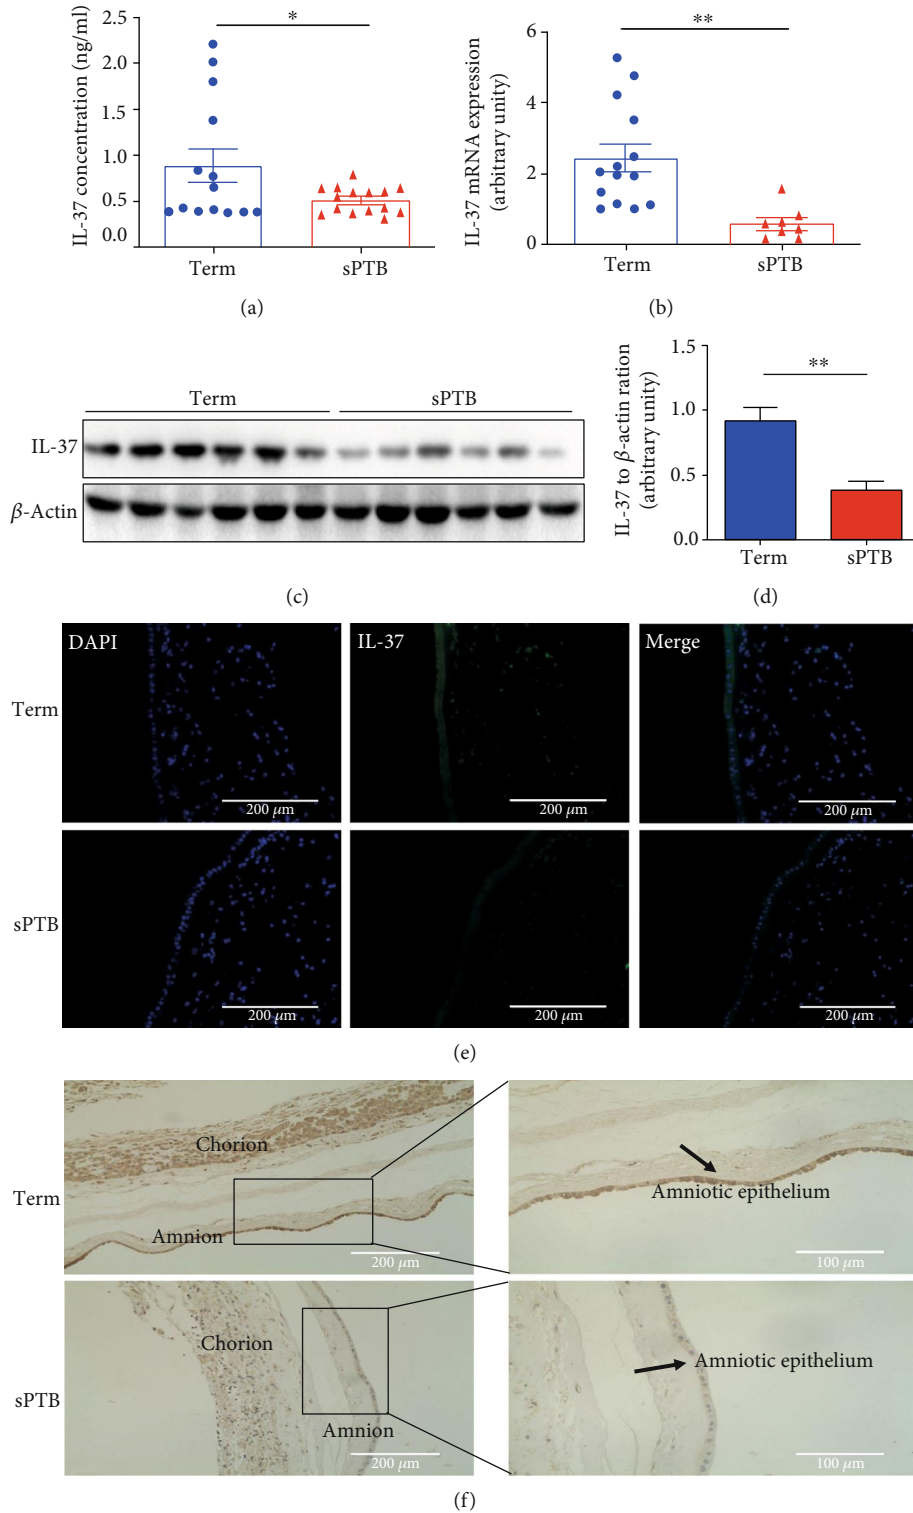 2.5
2.0
1.5
1.0
0.5
0.0
IL-37 concentration (ng/ml)
*
Term
sPTB
(a)
6
4
2
0
IL-37 mRNA expression
(arbitrary unity)
**
Term
sPTB
(b)
Term
sPTB
IL-37
β-Actin
(c)
1.5
1.0
0.5
0.0
IL-37 to β-actin ration
(arbitrary unity)
**
Term
sPTB
(d)
DAPI
IL-37
Merge
Term
200 μm
200 μm
200 μm
sPTB
200 μm
200 μm
200 μm
(e)
Term
Chorion
Amnion
200 μm
Amniotic epithelium
100 μm
sPTB
Chorion
Amnion
200 μm
Amniotic epithelium
100 μm
(f)